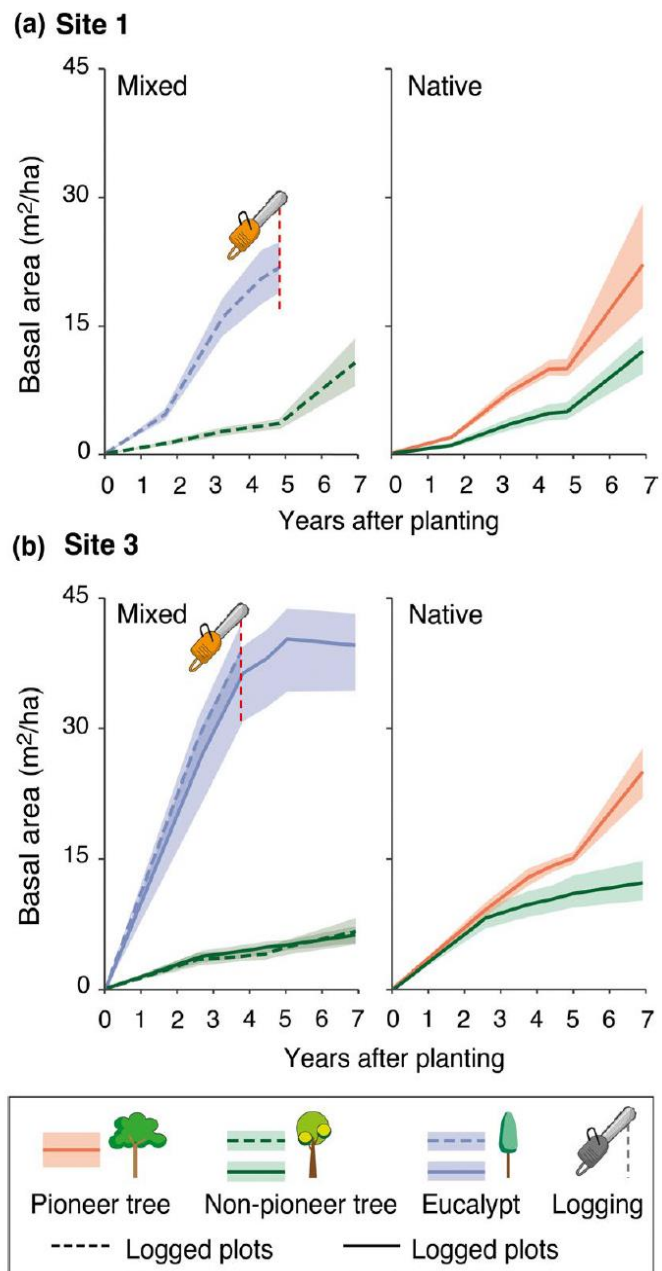 (a) Site 1
Mixed
Native
45
30
15
0
Basal area (m²/ha)
0 1 2 3 4 5 6 7
0 1 2 3 4 5 6 7
Years after planting
(b) Site 3
Mixed
Native
45
30
15
0
Basal area (m²/ha)
0 1 2 3 4 5 6 7
0 1 2 3 4 5 6 7
Years after planting
Years after planting
Pioneer tree
Non-pioneer tree
Eucalypt
Logging
Logged plots
Logged plots